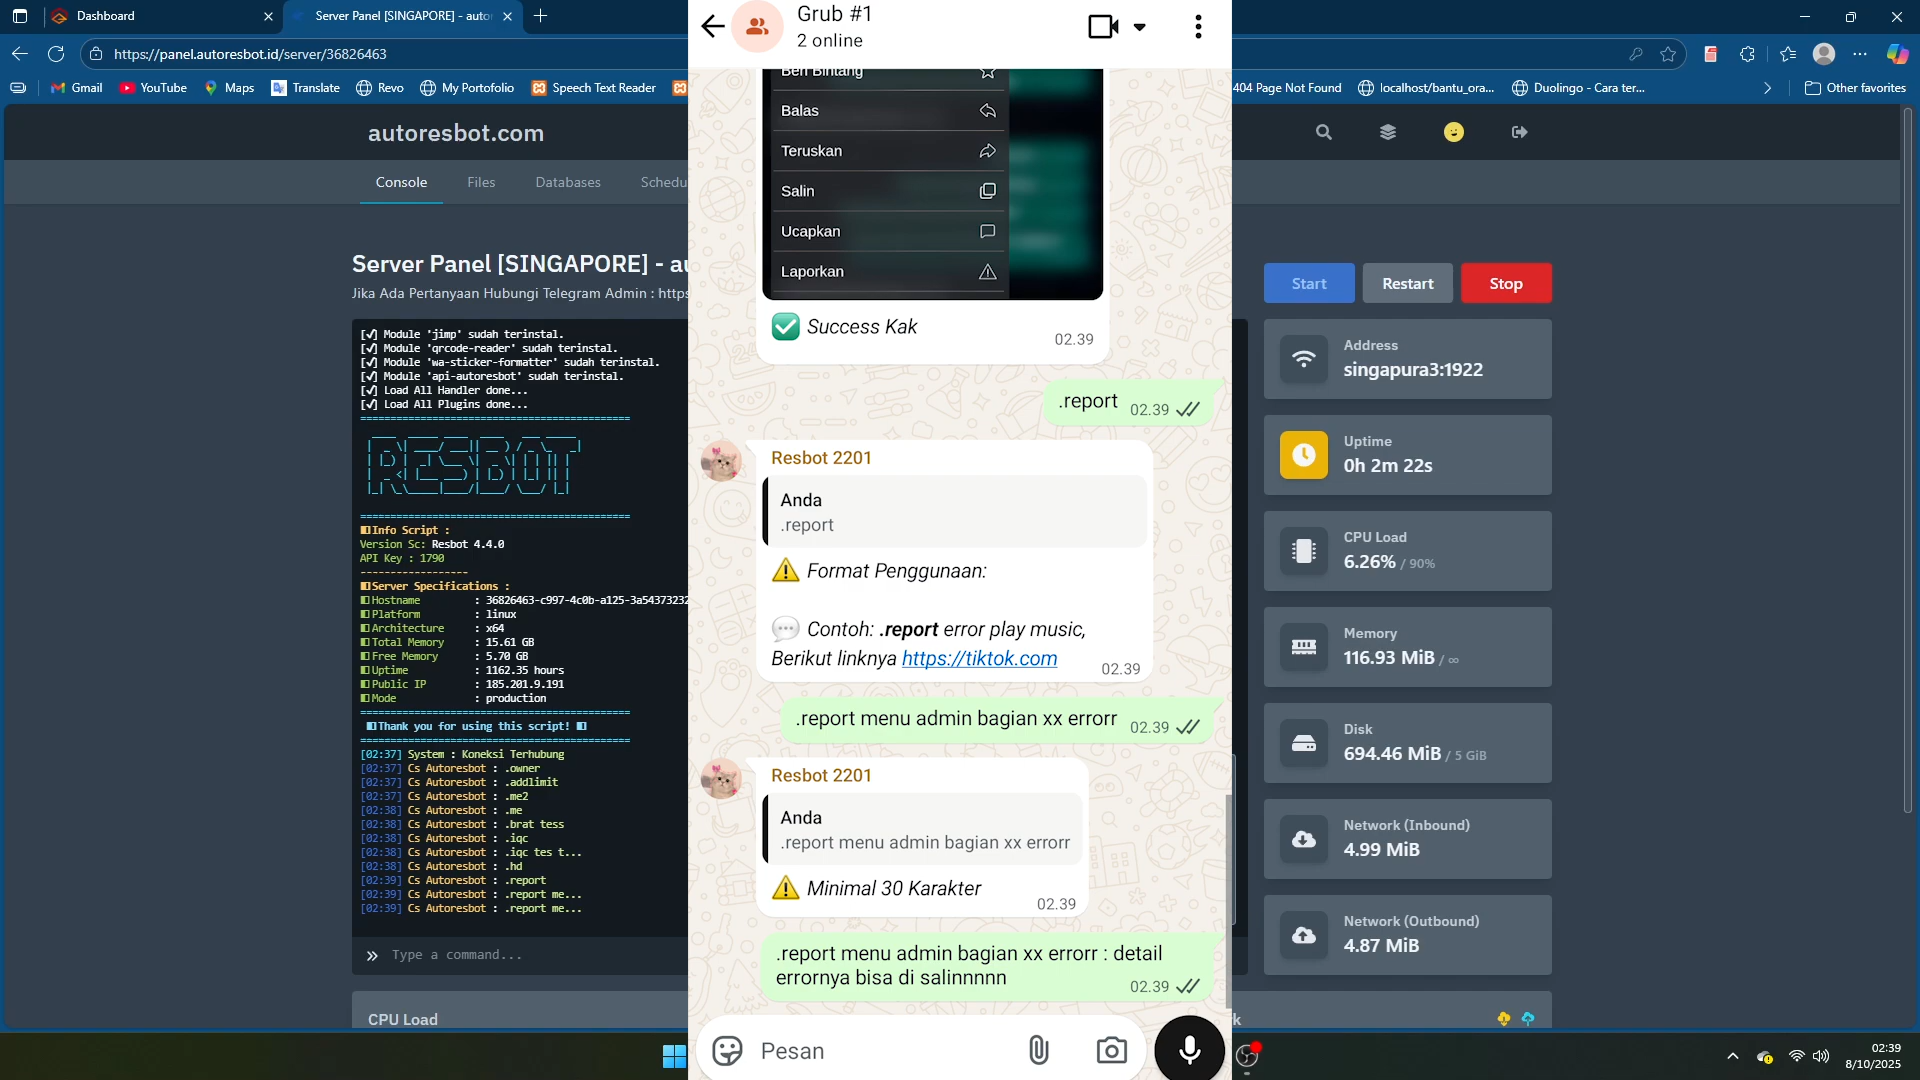 Dashboard
Server Panel [SINGAPORE] - autor
https://panel.autoresbot.id/server/36826463
Gmail
YouTube
Maps
Translate
Revo
My Portofolio
Speech Text Reader
404 Page Not Found
localhost/bantu_ora...
Duolingo - Cara ter...
Other favorites
autoresbot.com
Console
Files
Databases
Schedu
Server Panel [SINGAPORE] - au
Jika Ada Pertanyaan Hubungi Telegram Admin : https
[✓] Module 'jimp' sudah terinstal.
[✓] Module 'qrcode-reader' sudah terinstal.
[✓] Module 'wa-sticker-formatter' sudah terinstal.
[✓] Module 'api-autoresbot' sudah terinstal.
[✓] Load All Handler done...
[✓] Load All Plugins done...
RESBOT
Info Script :
Version Sc: Resbot 4.4.0
API Key : 1790
Server Specifications :
Hostname : 36826463-c997-4c0b-a125-3a54373232
Platform : linux
Architecture : x64
Total Memory : 15.61 GB
Free Memory : 5.70 GB
Uptime : 1162.35 hours
Public IP : 185.201.9.191
Mode : production
Thank you for using this script!
[02:37] System : Koneksi Terhubung
[02:37] Cs Autoresbot : .owner
[02:37] Cs Autoresbot : .addlimit
[02:37] Cs Autoresbot : .me2
[02:38] Cs Autoresbot : .me
[02:38] Cs Autoresbot : .brat tess
[02:38] Cs Autoresbot : .iqc
[02:38] Cs Autoresbot : .iqc tes t...
[02:38] Cs Autoresbot : .hd
[02:39] Cs Autoresbot : .report
[02:39] Cs Autoresbot : .report me...
[02:39] Cs Autoresbot : .report me...
Type a command...
CPU Load
Grub #1
2 online
Beri Bintang
Balas
Teruskan
Salin
Ucapkan
Laporkan
✅ Success Kak
02.39
.report 02.39
Resbot 2201
Anda
.report
⚠️ Format Penggunaan:
💬 Contoh: .report error play music,
Berikut linknya https://tiktok.com 02.39
.report menu admin bagian xx errorr 02.39
Resbot 2201
Anda
.report menu admin bagian xx errorr
⚠️ Minimal 30 Karakter
02.39
.report menu admin bagian xx errorr : detail
errornya bisa di salinnnnn 02.39
Pesan
Start
Restart
Stop
Address
singapura3:1922
Uptime
0h 2m 22s
CPU Load
6.26% / 90%
Memory
116.93 MiB / ∞
Disk
694.46 MiB / 5 GiB
Network (Inbound)
4.99 MiB
Network (Outbound)
4.87 MiB
k
02:39
8/10/2025